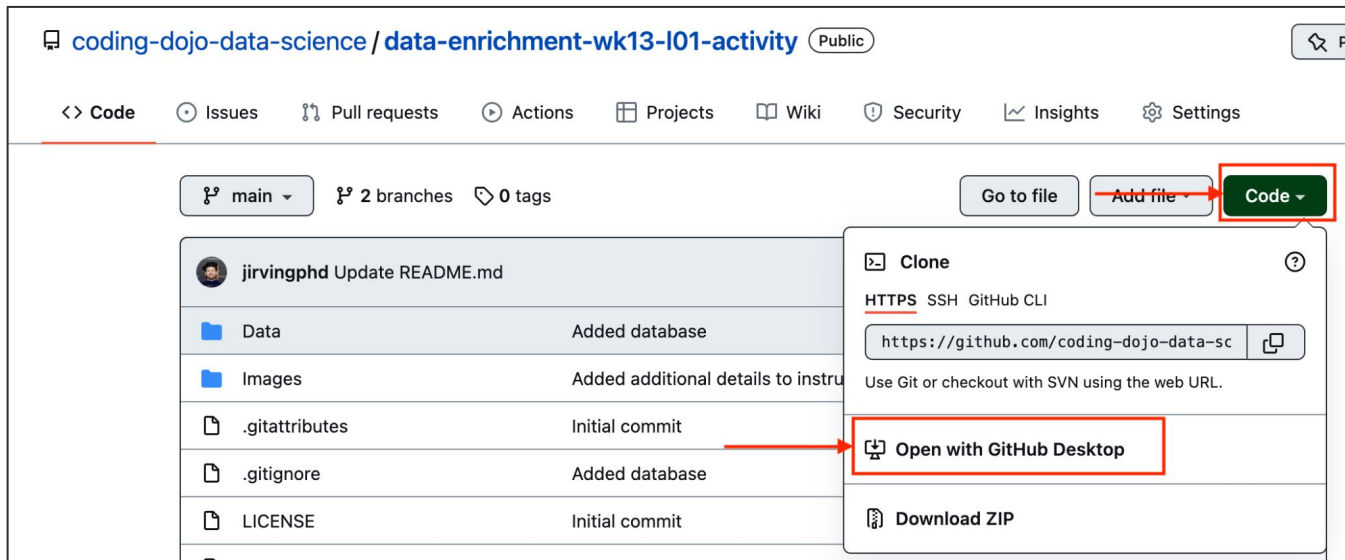 coding-dojo-data-science / data-enrichment-wk13-l01-activity Public
<> Code Issues Pull requests Actions Projects Wiki Security Insights Settings
main 2 branches 0 tags Go to file Add file Code
jirvingphd Update README.md
Data Added database
Images Added additional details to instru
.gitattributes Initial commit
.gitignore Added database
LICENSE Initial commit
Clone
HTTPS SSH GitHub CLI
https://github.com/coding-dojo-data-sc
Use Git or checkout with SVN using the web URL.
Open with GitHub Desktop
Download ZIP